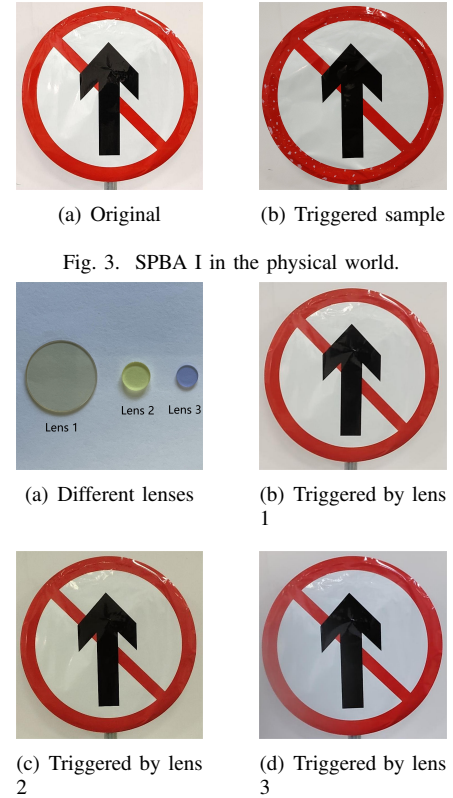 (a) Original
(b) Triggered sample
Fig. 3. SPBA I in the physical world.
Lens 1
Lens 2
Lens 3
(a) Different lenses
(b) Triggered by lens
1
(c) Triggered by lens
2
(d) Triggered by lens
3